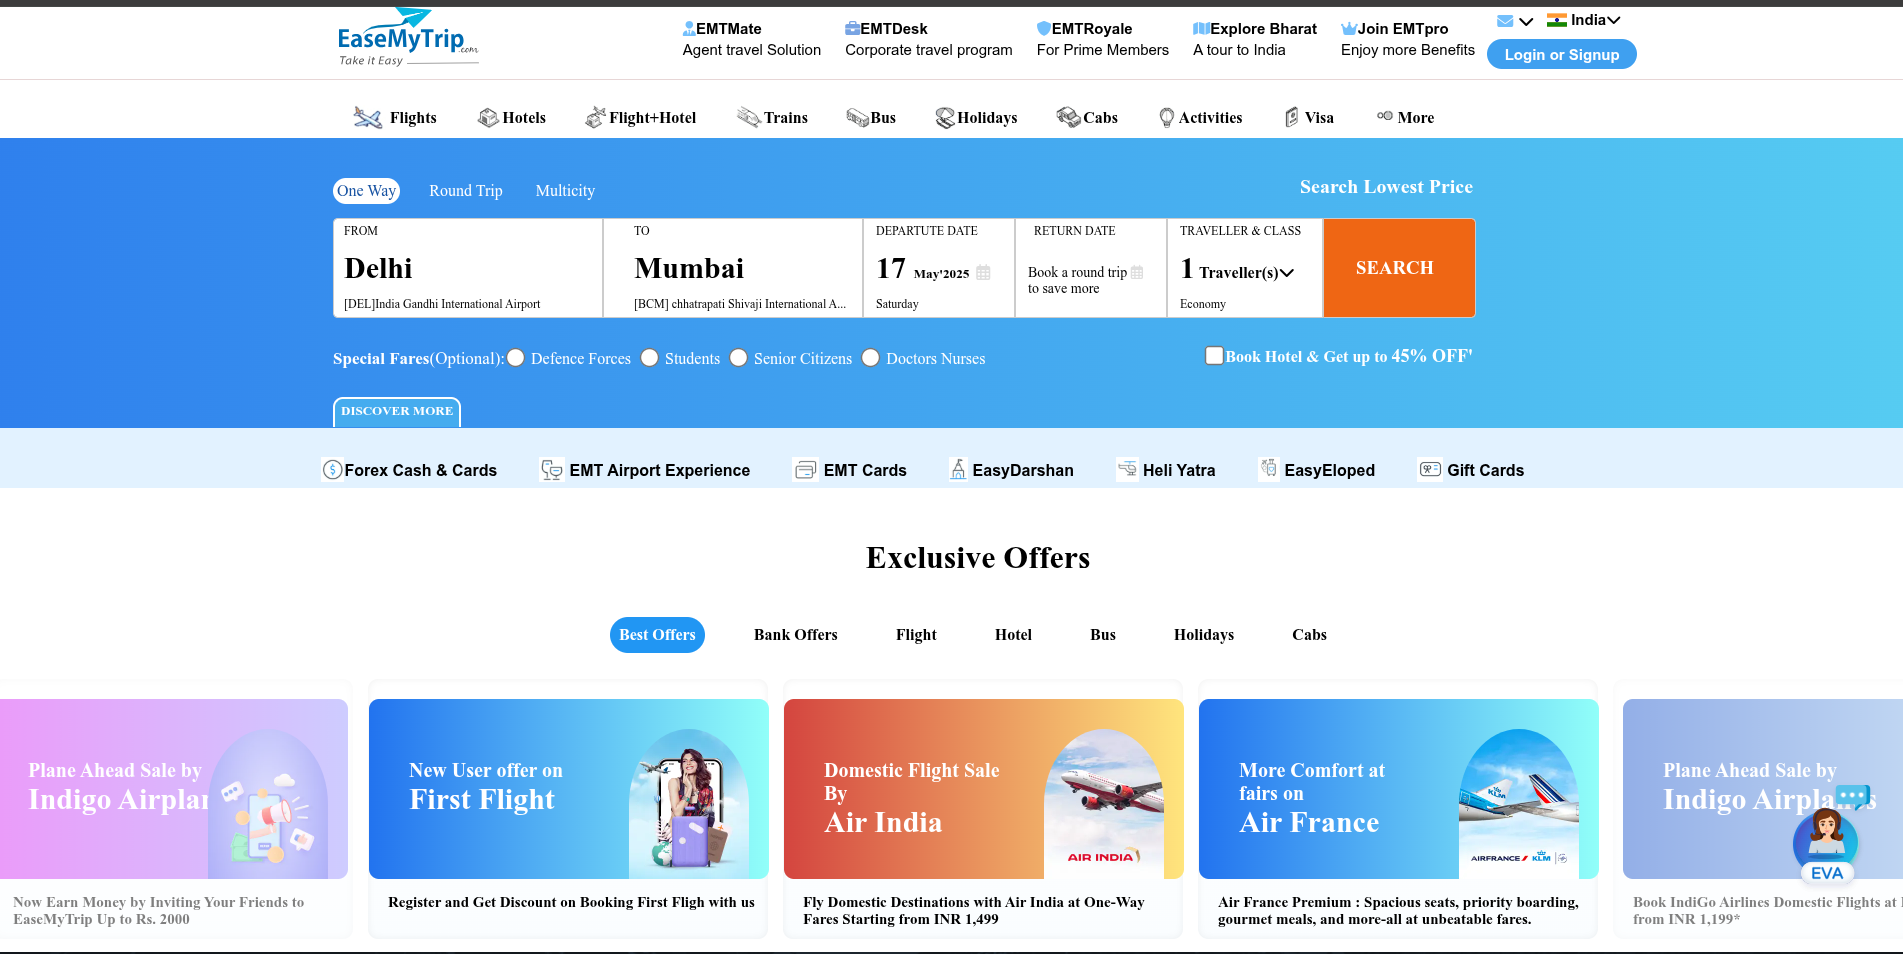 EaseMyTrip.com
Take it Easy
EMTMate
Agent travel Solution
EMTDesk
Corporate travel program
EMTRoyale
For Prime Members
Explore Bharat
A tour to India
Join EMTpro
Enjoy more Benefits
India
Login or Signup
Flights
Hotels
Flight+Hotel
Trains
Bus
Holidays
Cabs
Activities
Visa
More
One Way
Round Trip
Multicity
Search Lowest Price
FROM
Delhi
[DEL]India Gandhi International Airport
TO
Mumbai
[BCM] chhatrapati Shivaji International A...
DEPARTUTE DATE
17 May'2025
Saturday
RETURN DATE
Book a round trip
to save more
TRAVELLER & CLASS
1 Traveller(s)
Economy
SEARCH
Special Fares(Optional):
Defence Forces
Students
Senior Citizens
Doctors Nurses
Book Hotel & Get up to 45% OFF'
DISCOVER MORE
Forex Cash & Cards
EMT Airport Experience
EMT Cards
EasyDarshan
Heli Yatra
EasyEloped
Gift Cards
Exclusive Offers
Best Offers
Bank Offers
Flight
Hotel
Bus
Holidays
Cabs
Plane Ahead Sale by
Indigo Airplan
Now Earn Money by Inviting Your Friends to
EaseMyTrip Up to Rs. 2000
New User offer on
First Flight
Register and Get Discount on Booking First Fligh with us
Domestic Flight Sale
By
Air India
AIR INDIA
Fly Domestic Destinations with Air India at One-Way
Fares Starting from INR 1,499
More Comfort at
fairs on
Air France
KLM
AIRFRANCE KLM
Air France Premium : Spacious seats, priority boarding,
gourmet meals, and more-all at unbeatable fares.
Plane Ahead Sale by
Indigo Airplanes
EVA
Book IndiGo Airlines Domestic Flights at
from INR 1,199*